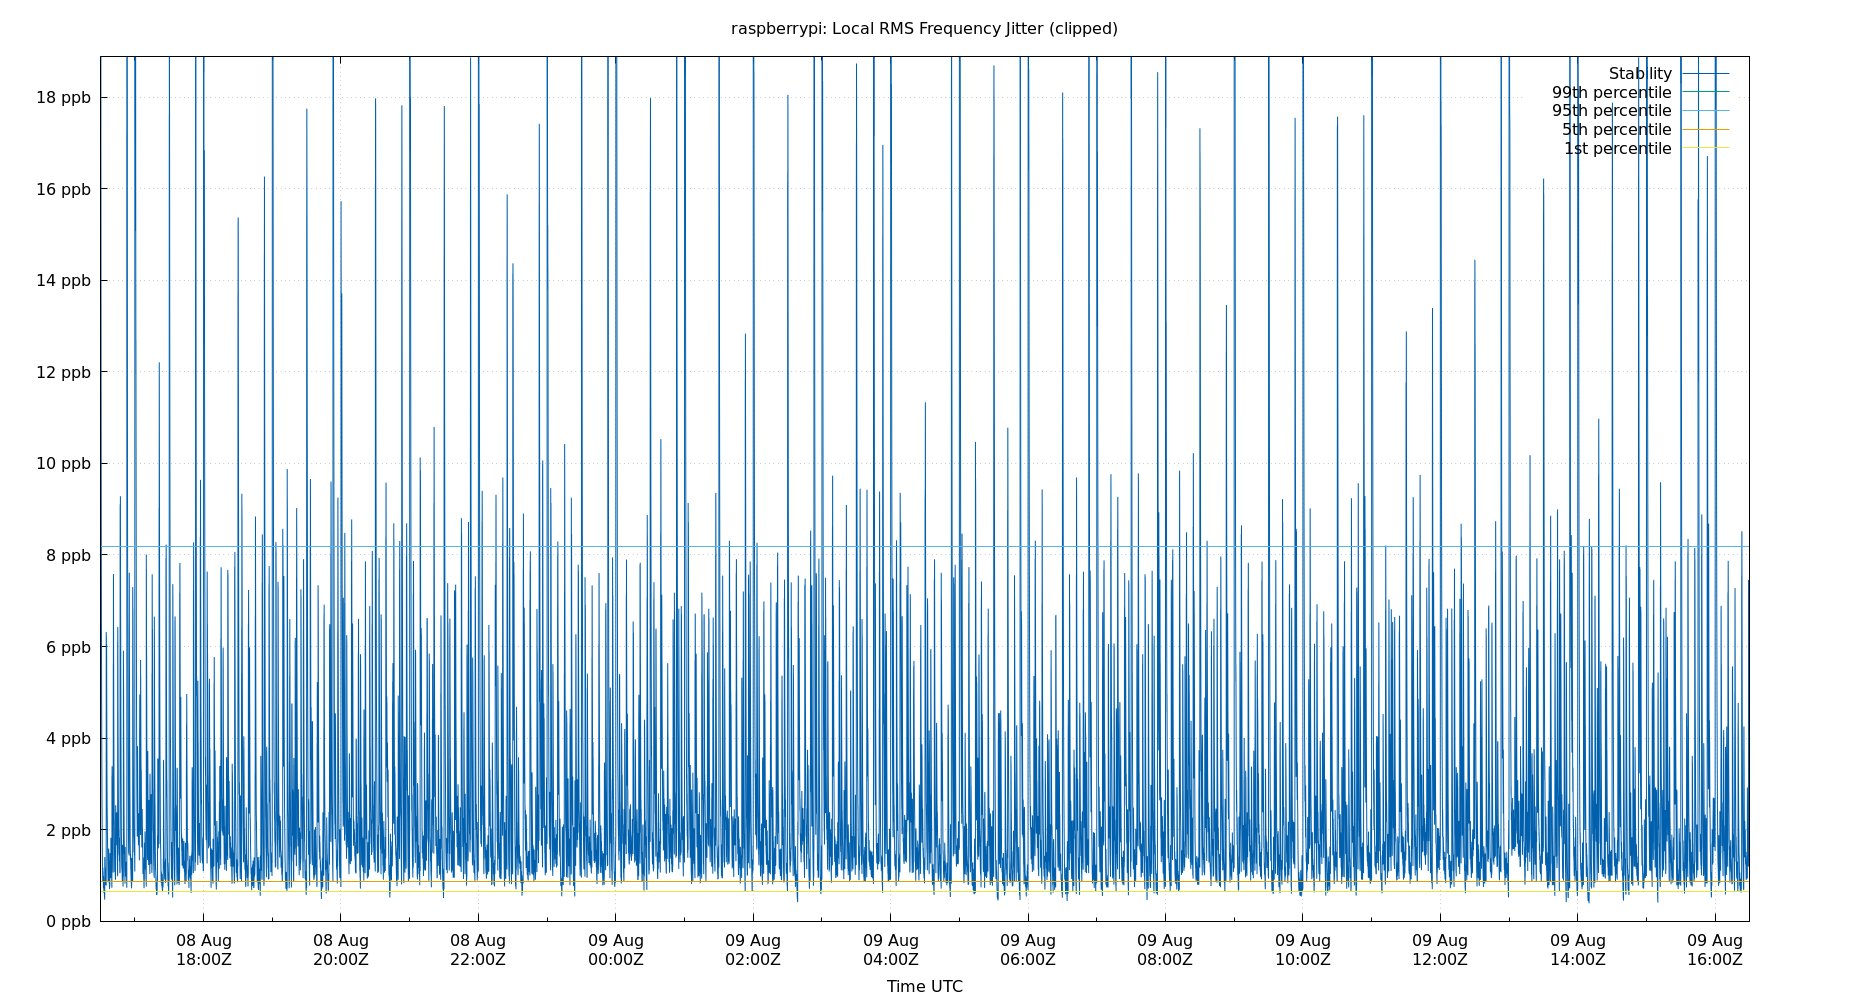 raspberrypi: Local RMS Frequency Jitter (clipped)
Stability
99th percentile
95th percentile
5th percentile
1st percentile
18 ppb
16 ppb
14 ppb
12 ppb
10 ppb
8 ppb
6 ppb
4 ppb
2 ppb
0 ppb
08 Aug 08 Aug 08 Aug 09 Aug 09 Aug 09 Aug 09 Aug 09 Aug 09 Aug 09 Aug 09 Aug 09 Aug
18:00Z 20:00Z 22:00Z 00:00Z 02:00Z 04:00Z 06:00Z 08:00Z 10:00Z 12:00Z 14:00Z 16:00Z
Time UTC